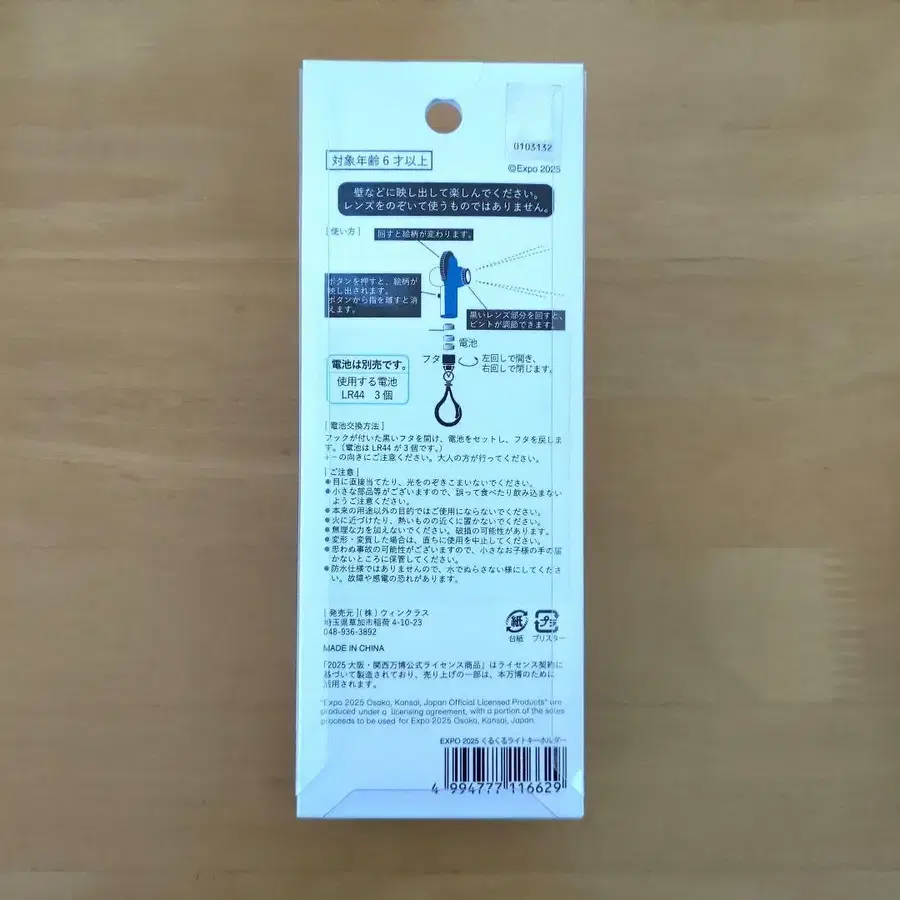 0103132
対象年齢6才以上
©Expo 2025
壁などに映し出して楽しんでください。
レンズをのぞいて使うものではありません。
[使い方]
回すと絵柄が変わります。
ボタンを押すと、絵柄が
映し出されます。
ボタンから指を離すと消
えます。
黒いレンズ部分を回すと、
ピントが調節できます。
電池
フタ
左回しで開き、
右回しで閉じます。
電池は別売です。
使用する電池
LR44 3個
[電池交換方法]
フックが付いた黒いフタを開け、電池をセットし、フタを戻しま
す。（電池はLR44が3個です。）
+−の向きにご注意ください。大人の方が行ってください。
[ご注意]
●目に直接当てたり、光をのぞきこまないでください。
●小さな部品等がございますので、誤って食べたり飲み込まない
ようご注意ください。
●本来の用途以外の目的ではご使用にならないでください。
●火に近づけたり、熱いものの近くに置かないでください。
●無理な力を加えないでください。破損の可能性があります。
●変形・変質した場合は、直ちに使用を中止してください。
●思わぬ事故の可能性がございますので、小さなお子様の手の届
かないところに保管してください。
●防水仕様ではありませんので、水でぬらさない様にしてくださ
い。故障や感電の恐れがあります。
[発売元](株)ウィンクラス
埼玉県草加市稲荷4-10-23
048-936-3892
紙
プラ
台紙
ブリスター
MADE IN CHINA
「2025大阪・関西万博公式ライセンス商品」はライセンス契約に
基づいて製造されており、売り上げの一部は、本万博のために
活用されます。
"Expo 2025 Osaka, Kansai, Japan Official Licensed Products" are
produced under a licensing agreement, with a portion of the sales
proceeds to be used for Expo 2025 Osaka, Kansai, Japan.
EXPO 2025 くるくるライトキーホルダー
4 994777 116629